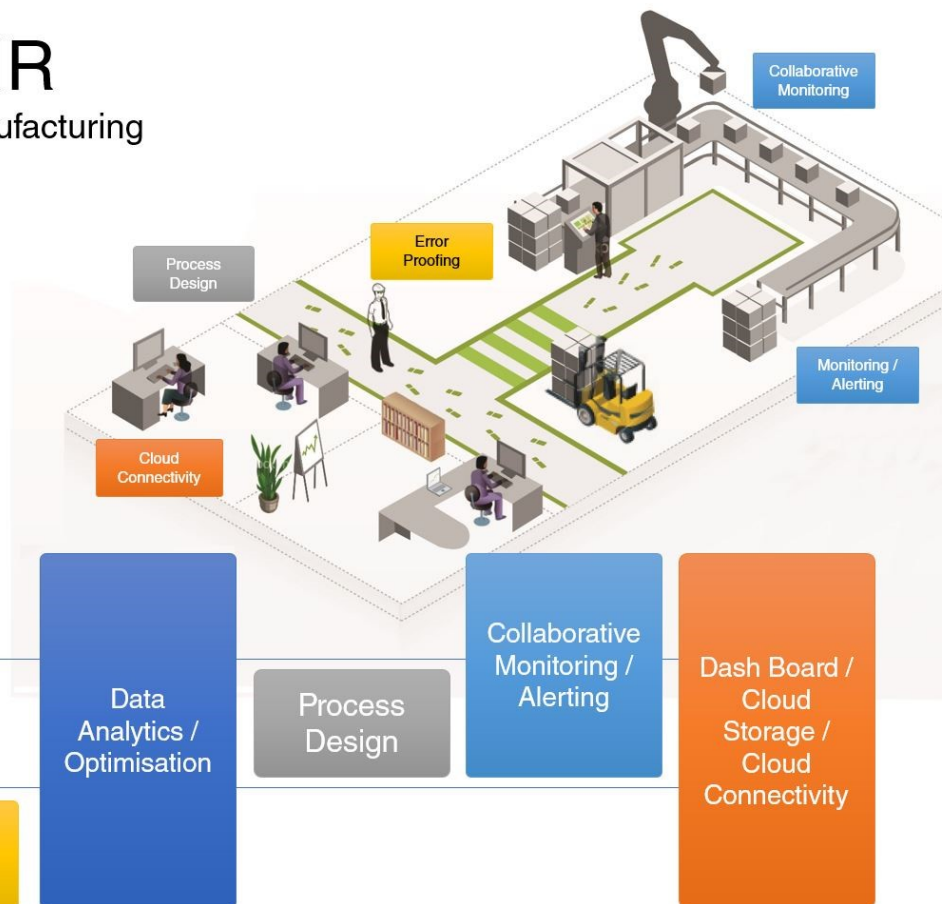 R
ufacturing
Collaborative
Monitoring
Error
Proofing
Process
Design
Monitoring /
Alerting
Cloud
Connectivity
Data
Analytics /
Optimisation
Process
Design
Collaborative
Monitoring /
Alerting
Dash Board /
Cloud
Storage /
Cloud
Connectivity